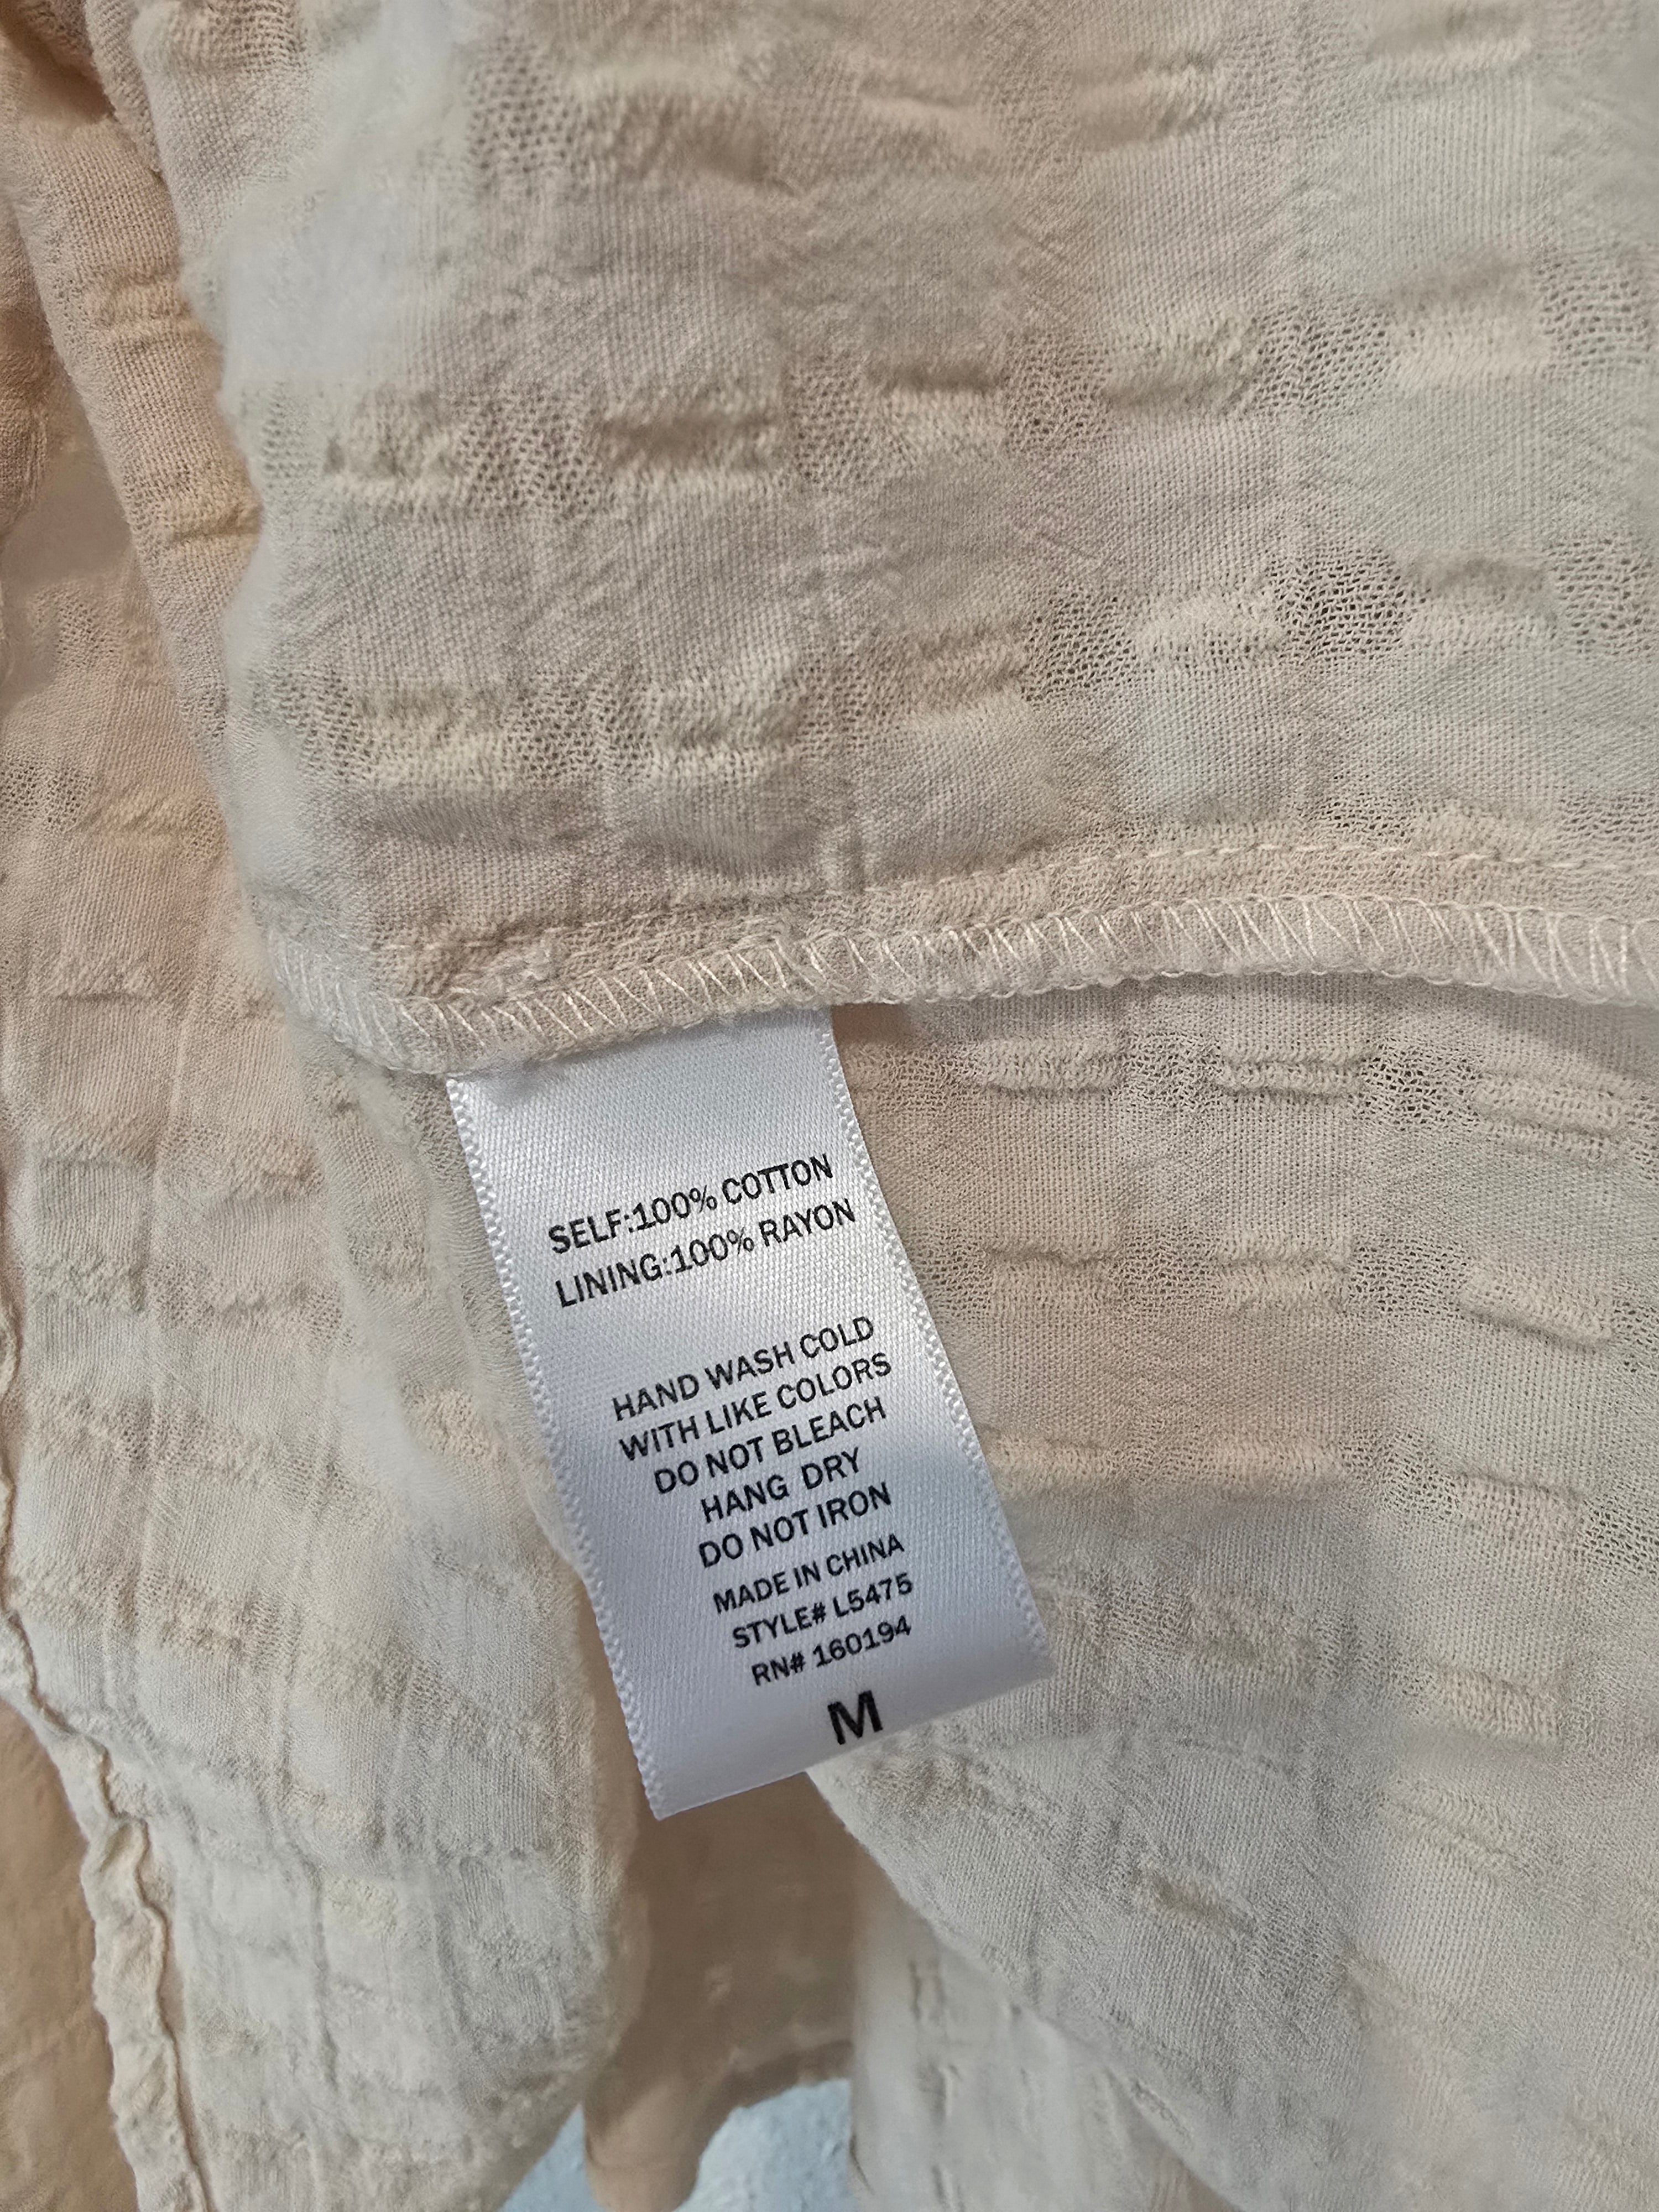 SELF:100% COTTON
LINING:100% RAYON
HAND WASH COLD
WITH LIKE COLORS
DO NOT BLEACH
HANG DRY
DO NOT IRON
MADE IN CHINA
STYLE# L5475
RN# 160194
M